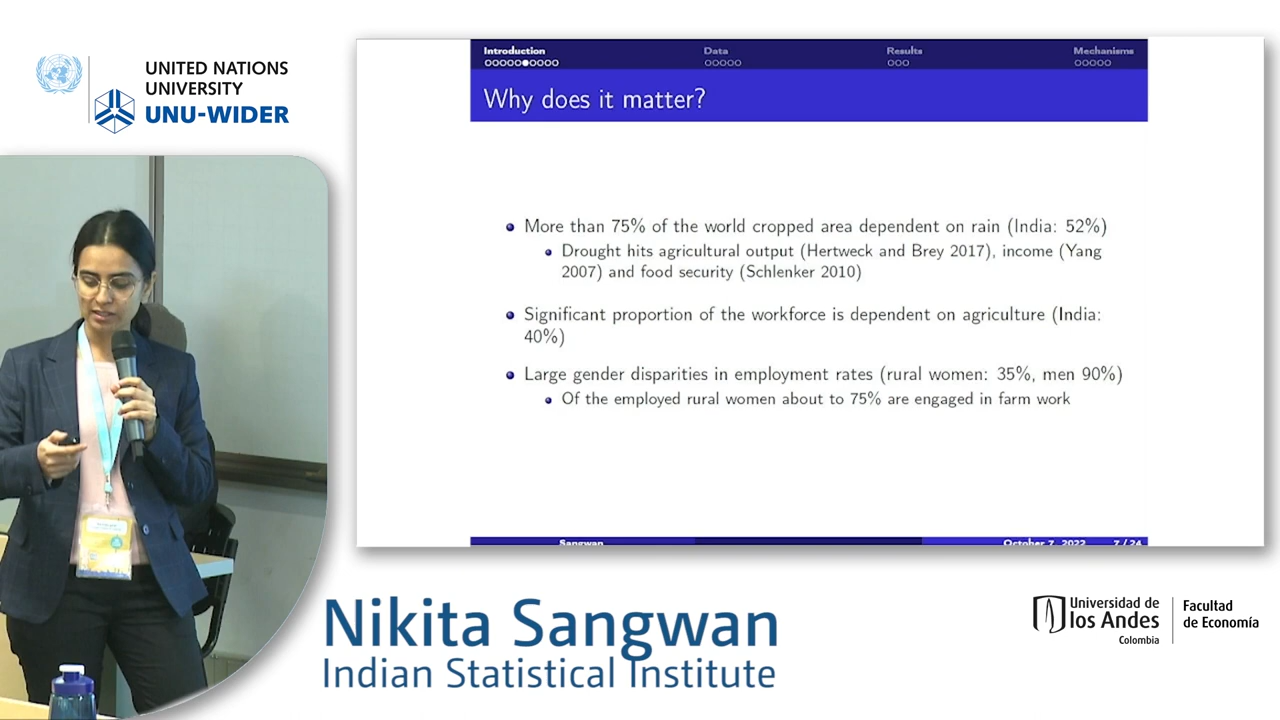 UNITED NATIONS
UNIVERSITY
UNU-WIDER
Introduction
Data
Results
Mechanisms
Why does it matter?
More than 75% of the world cropped area dependent on rain (India: 52%)
Drought hits agricultural output (Hertweck and Brey 2017), income (Yang
2007) and food security (Schlenker 2010)
Significant proportion of the workforce is dependent on agriculture (India:
40%)
Large gender disparities in employment rates (rural women: 35%, men 90%)
Of the employed rural women about to 75% are engaged in farm work
Sangwan
October 7, 2022
7 / 24
Nikita Sangwan
Indian Statistical Institute
Universidad de
los Andes
Colombia
Facultad
de Economía